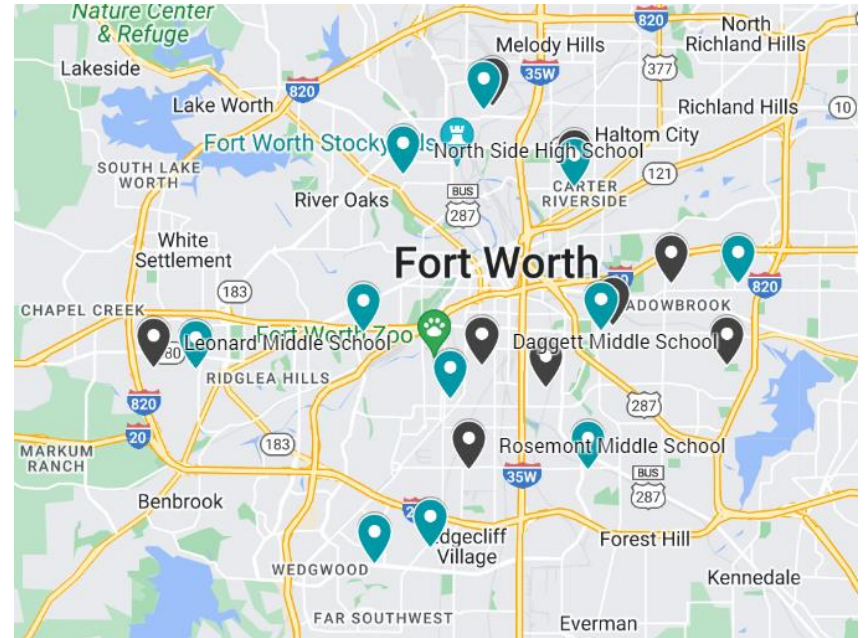 Nature Center
& Refuge
Lakeside
820
Melody Hills
820
North
Richland Hills
35W
377
Lake Worth
Richland Hills
10
Fort Worth Stocky
North Side High School
Haltom City
SOUTH LAKE
WORTH
121
River Oaks
BUS
287
CARTER
RIVERSIDE
White
Settlement
Fort Worth
183
820
CHAPEL CREEK
ADOWBROOK
Fort Worth Zoo
Leonard Middle School
80
Daggett Middle School
RIDGLEA HILLS
820
287
20
183
MARKUM
RANCH
Rosemont Middle School
35W
BUS
287
Benbrook
dgecliff
Village
Forest Hill
WEDGWOOD
Kennedale
FAR SOUTHWEST
Everman